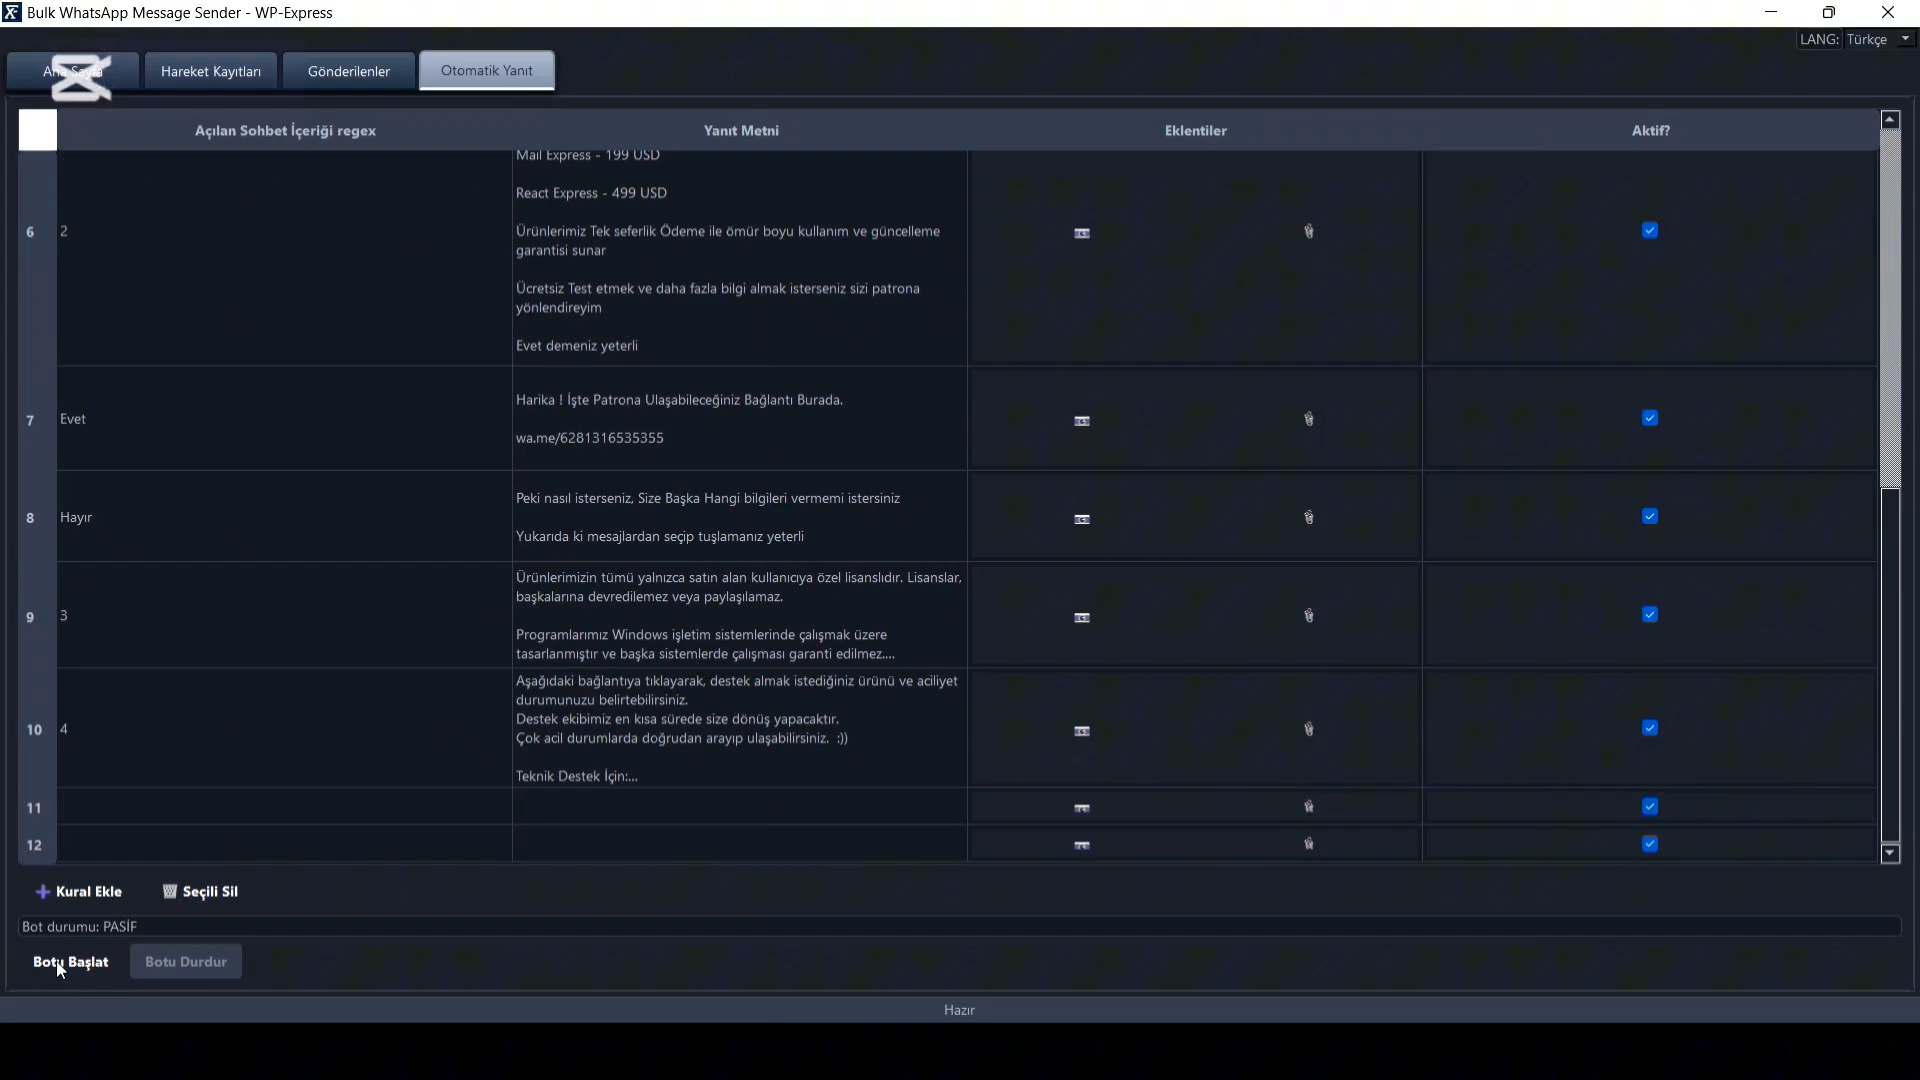 Bulk WhatsApp Message Sender - WP-Express
LANG: Türkçe
Ana Sayfa
Hareket Kayıtları
Gönderilenler
Otomatik Yanıt
Açılan Sohbet İçeriği regex
Yanıt Metni
Eklentiler
Aktif?
Mail Express - 199 USD
React Express - 499 USD
6
2
Ürünlerimiz Tek seferlik Ödeme ile ömür boyu kullanım ve güncelleme
garantisi sunar
Ücretsiz Test etmek ve daha fazla bilgi almak isterseniz sizi patrona
yönlendireyim
Evet demeniz yeterli
7
Evet
Harika ! İşte Patrona Ulaşabileceğiniz Bağlantı Burada.
wa.me/6281316535355
8
Hayır
Peki nasıl isterseniz, Size Başka Hangi bilgileri vermemi istersiniz
Yukarıda ki mesajlardan seçip tuşlamanız yeterli
9
3
Ürünlerimizin tümü yalnızca satın alan kullanıcıya özel lisanslıdır. Lisanslar,
başkalarına devredilemez veya paylaşılamaz.
Programlarımız Windows işletim sistemlerinde çalışmak üzere
tasarlanmıştır ve başka sistemlerde çalışması garanti edilmez....
10
4
Aşağıdaki bağlantıya tıklayarak, destek almak istediğiniz ürünü ve aciliyet
durumunuzu belirtebilirsiniz.
Destek ekibimiz en kısa sürede size dönüş yapacaktır.
Çok acil durumlarda doğrudan arayıp ulaşabilirsiniz. :))
Teknik Destek İçin:...
11
12
Kural Ekle
Seçili Sil
Bot durumu: PASİF
Botu Başlat
Botu Durdur
Hazır